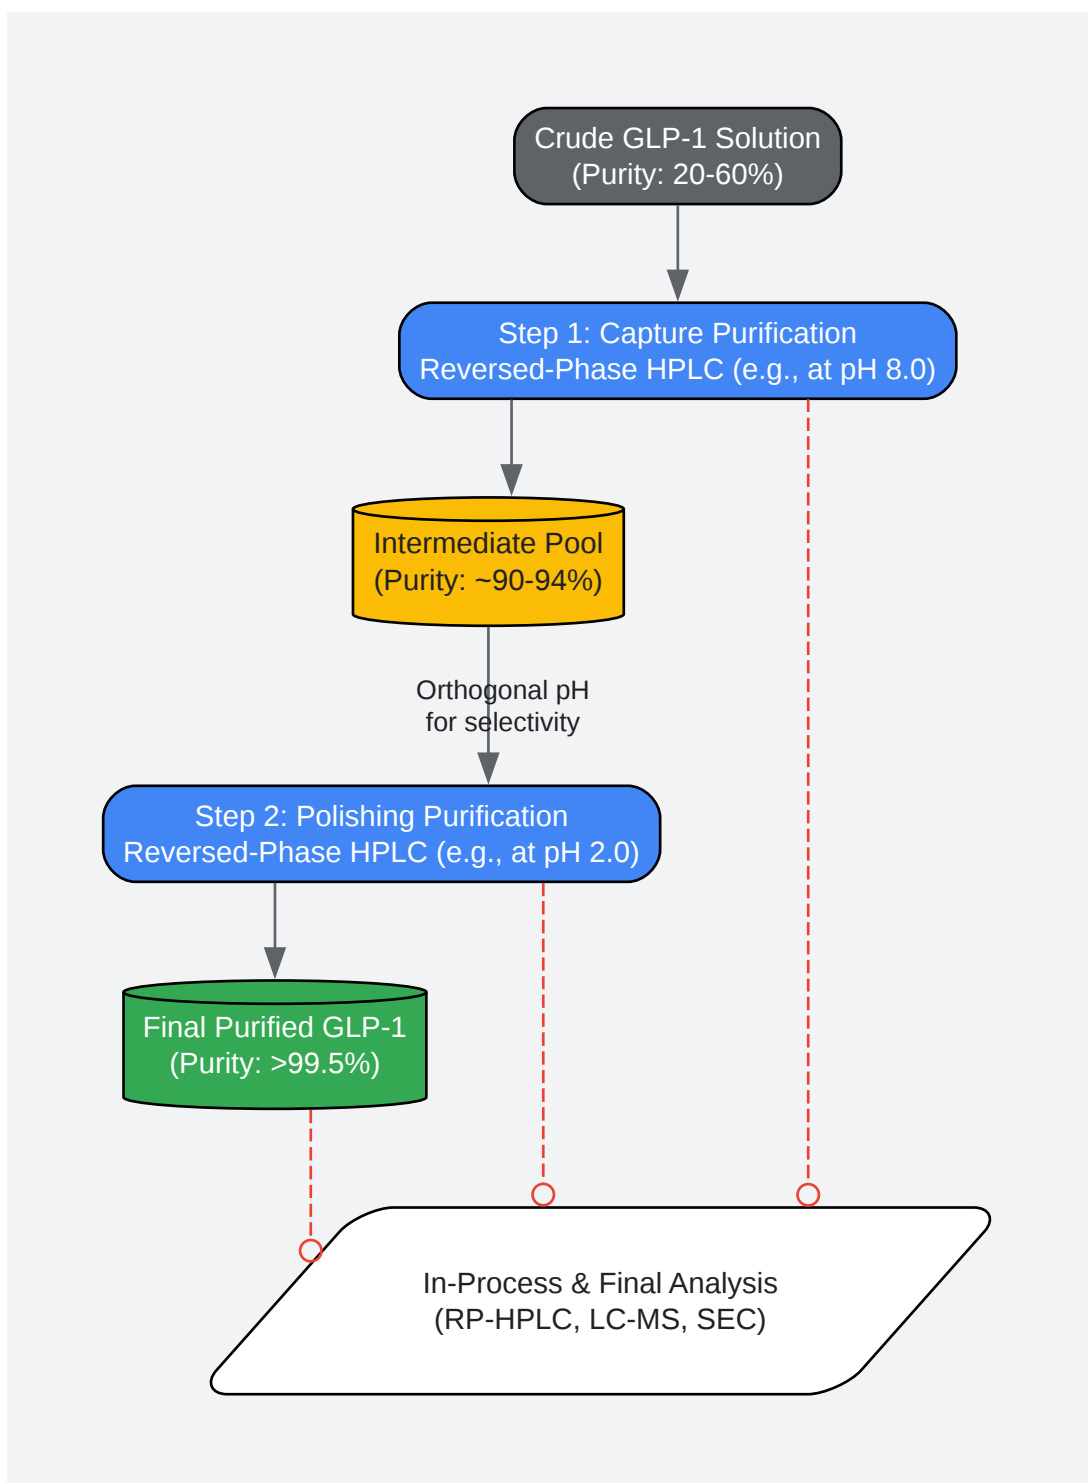 Crude GLP-1 Solution
(Purity: 20-60%)
Step 1: Capture Purification
Reversed-Phase HPLC (e.g., at pH 8.0)
Intermediate Pool
(Purity: ~90-94%)
Orthogonal pH
for selectivity
Step 2: Polishing Purification
Reversed-Phase HPLC (e.g., at pH 2.0)
Final Purified GLP-1
(Purity: >99.5%)
In-Process & Final Analysis
(RP-HPLC, LC-MS, SEC)